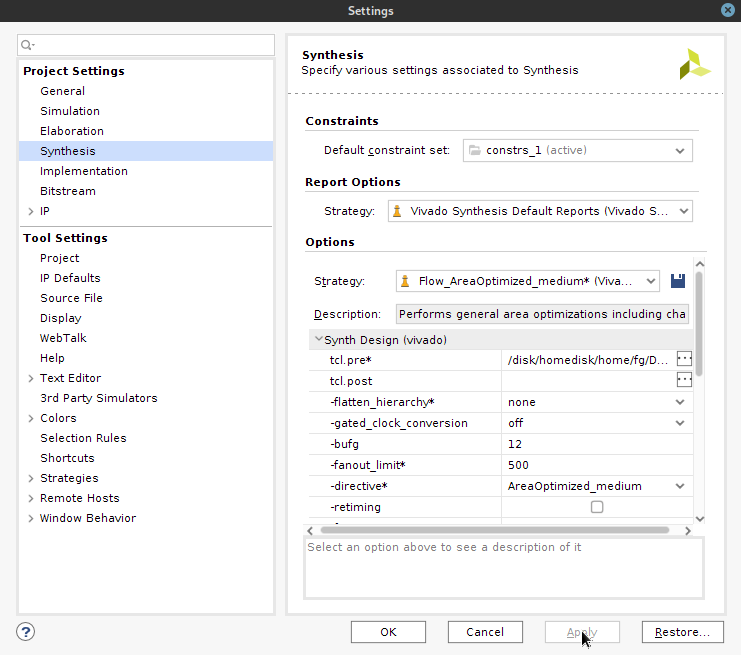 Settings
Project Settings
General
Simulation
Elaboration
Synthesis
Implementation
Bitstream
IP
Tool Settings
Project
IP Defaults
Source File
Display
WebTalk
Help
Text Editor
3rd Party Simulators
Colors
Selection Rules
Shortcuts
Strategies
Remote Hosts
Window Behavior
Synthesis
Specify various settings associated to Synthesis
Constraints
Default constraint set: constrs_1 (active)
Report Options
Strategy: Vivado Synthesis Default Reports (Vivado S...
Options
Strategy: Flow_AreaOptimized_medium* (Viva...
Description: Performs general area optimizations including cha
Synth Design (vivado)
tcl.pre* /disk/homedisk/home/fg/D... ...
tcl.post ...
-flatten_hierarchy* none
-gated_clock_conversion off
-bufg 12
-fanout_limit* 500
-directive* AreaOptimized_medium
-retiming
Select an option above to see a description of it
? OK Cancel Apply Restore...